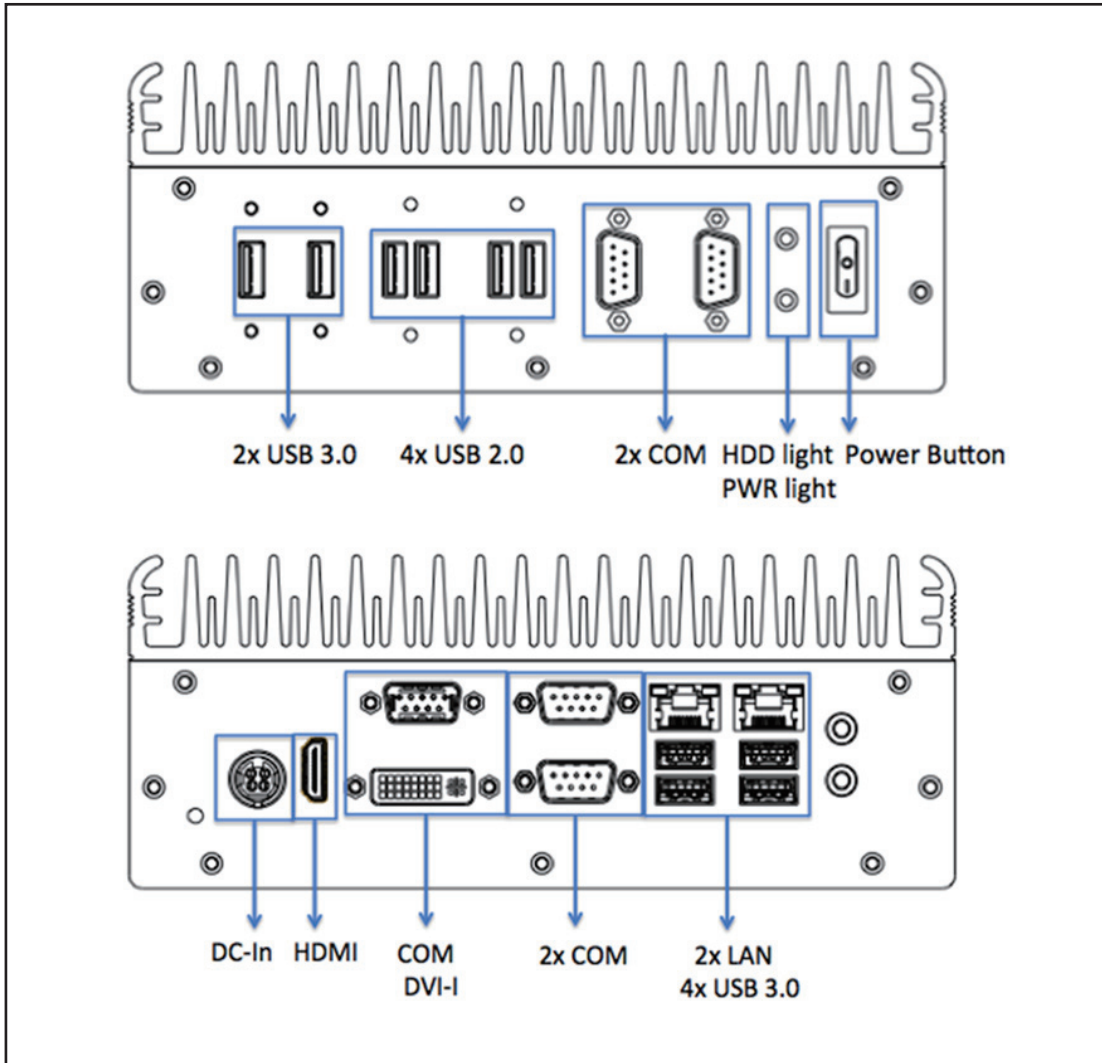 2x USB 3.0 4x USB 2.0 2x COM HDD light Power Button
PWR light
DC-In HDMI COM 2x COM 2x LAN
DVI-I 4x USB 3.0